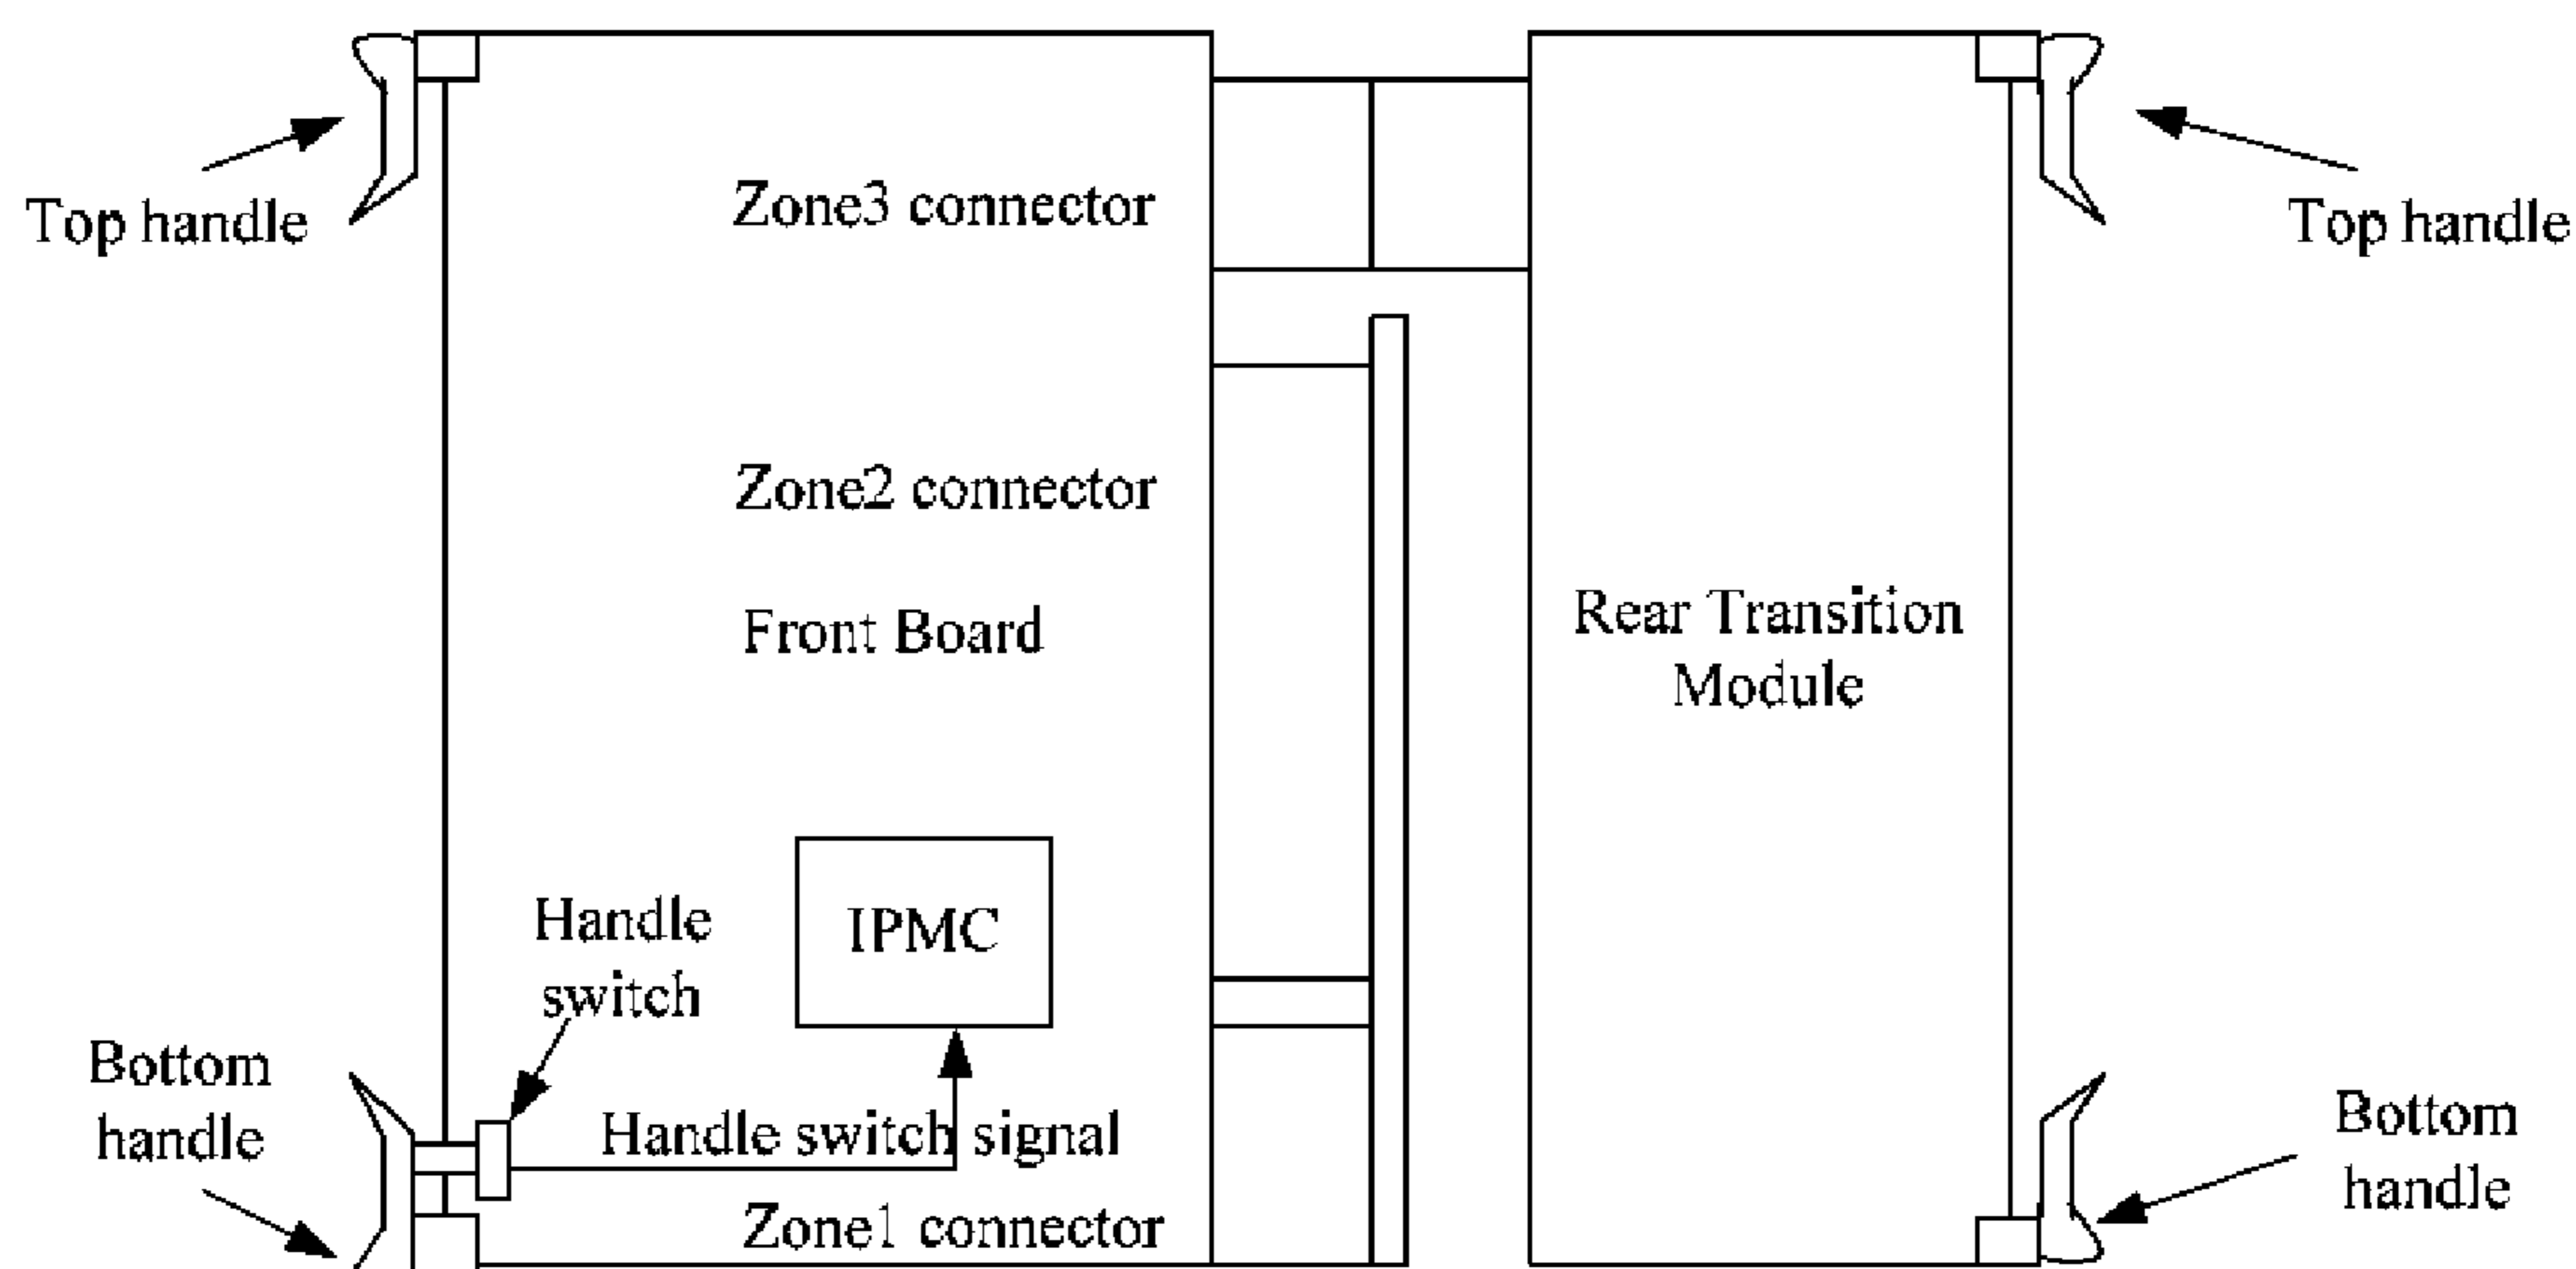 Top handle
Zone3 connector
Top handle
Zone2 connector
Front Board
Rear Transition
Module
Handle
switch
IPMC
Bottom
handle
Handle switch signal
Zone1 connector
Bottom
handle